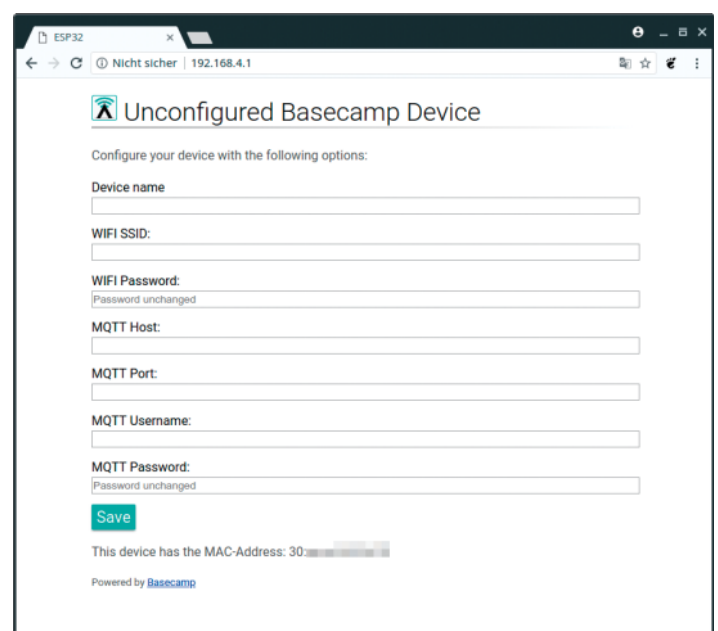 ESP32
Nicht sicher | 192.168.4.1
Unconfigured Basecamp Device
Configure your device with the following options:
Device name
WIFI SSID:
WIFI Password:
Password unchanged
MQTT Host:
MQTT Port:
MQTT Username:
MQTT Password:
Password unchanged
Save
This device has the MAC-Address: 30:
Powered by Basecamp